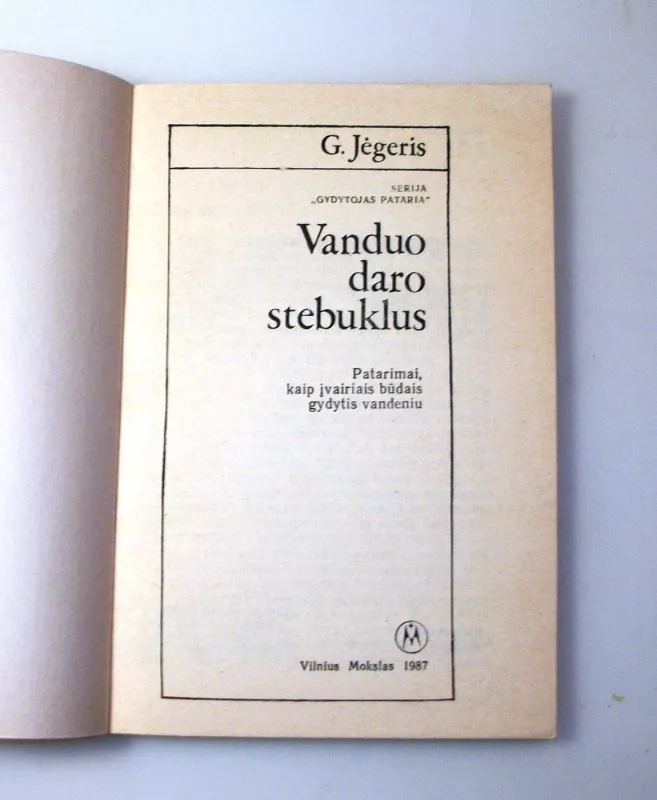 G. Jėgeris
SERIJA
„GYDYTOJAS PATARIA“
Vanduo
daro
stebuklus
Patarimai,
kaip įvairiais būdais
gydytis vandeniu
M
Vilnius Mokslas 1987